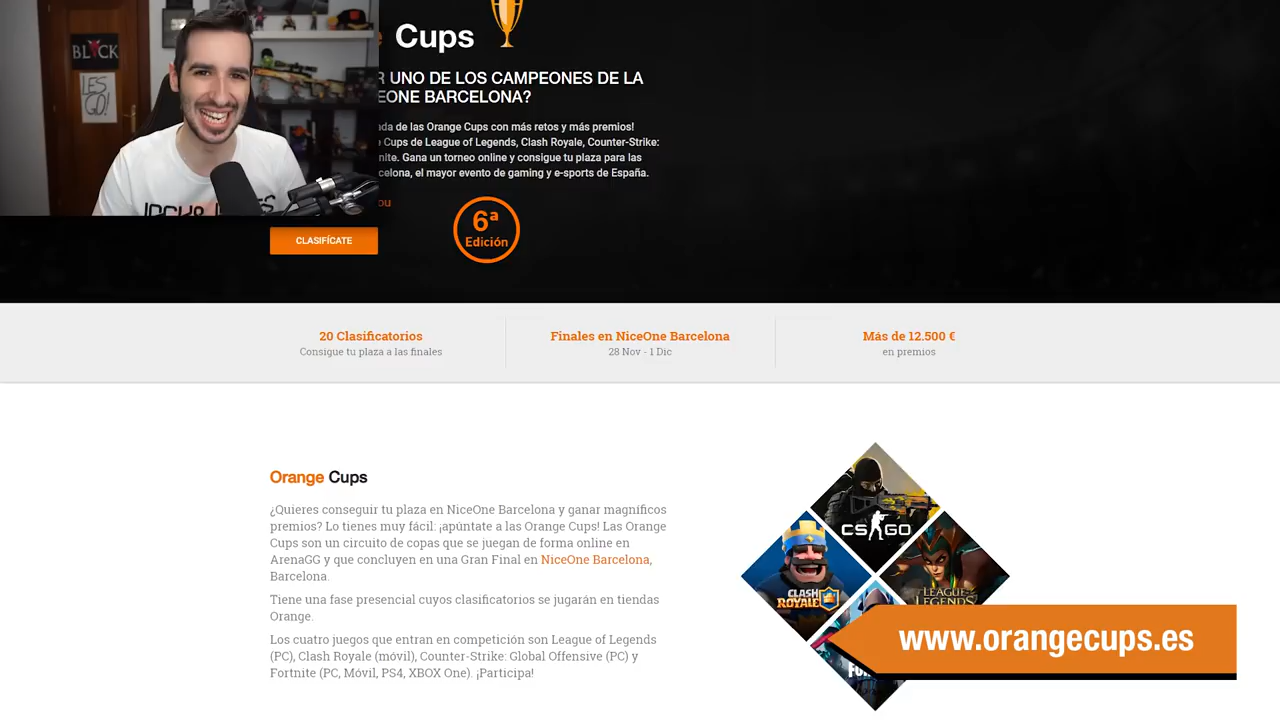 Cups
BLCK
LES
GO!
R UNO DE LOS CAMPEONES DE LA
EONE BARCELONA?
ada de las Orange Cups con más retos y más premios!
Cups de League of Legends, Clash Royale, Counter-Strike:
nite. Gana un torneo online y consigue tu plaza para las
celona, el mayor evento de gaming y e-sports de España.
ou
6ª
Edición
CLASIFÍCATE
20 Clasificatorios
Consigue tu plaza a las finales
Finales en NiceOne Barcelona
28 Nov - 1 Dic
Más de 12.500 €
en premios
Orange Cups
¿Quieres conseguir tu plaza en NiceOne Barcelona y ganar magníficos
premios? Lo tienes muy fácil: ¡apúntate a las Orange Cups! Las Orange
Cups son un circuito de copas que se juegan de forma online en
ArenaGG y que concluyen en una Gran Final en NiceOne Barcelona,
Barcelona.
Tiene una fase presencial cuyos clasificatorios se jugarán en tiendas
Orange.
Los cuatro juegos que entran en competición son League of Legends
(PC), Clash Royale (móvil), Counter-Strike: Global Offensive (PC) y
Fortnite (PC, Móvil, PS4, XBOX One). ¡Participa!
CS GO
CLASH
ROYALE
LEAGUE
LEGENDS
www.orangecups.es